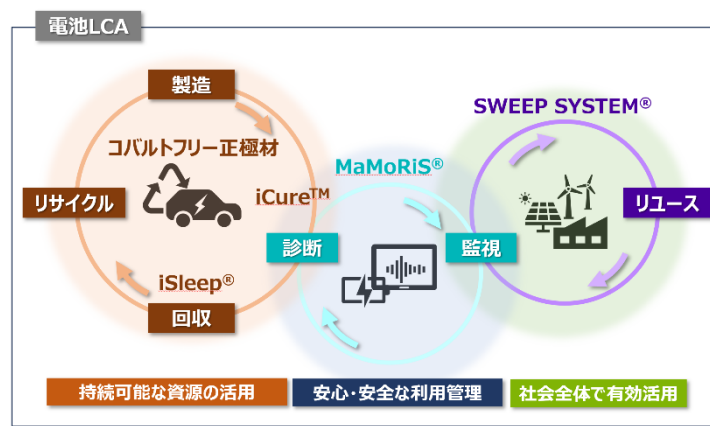 電池LCA
製造
コバルトフリー正極材
iCure™
リサイクル
iSleep®
回収
MaMoRiS®
診断
監視
SWEEP SYSTEM®
リユース
持続可能な資源の活用
安心・安全な利用管理
社会全体で有効活用